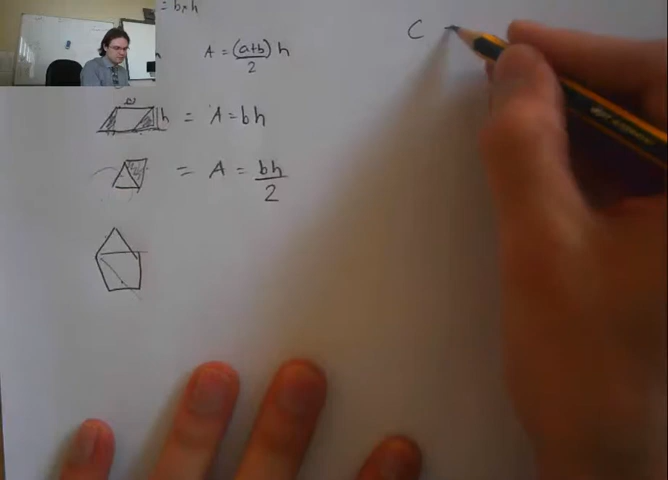 = b×h
C -
A = (a+b)/2 h
h = A = bh
= A = bh/2